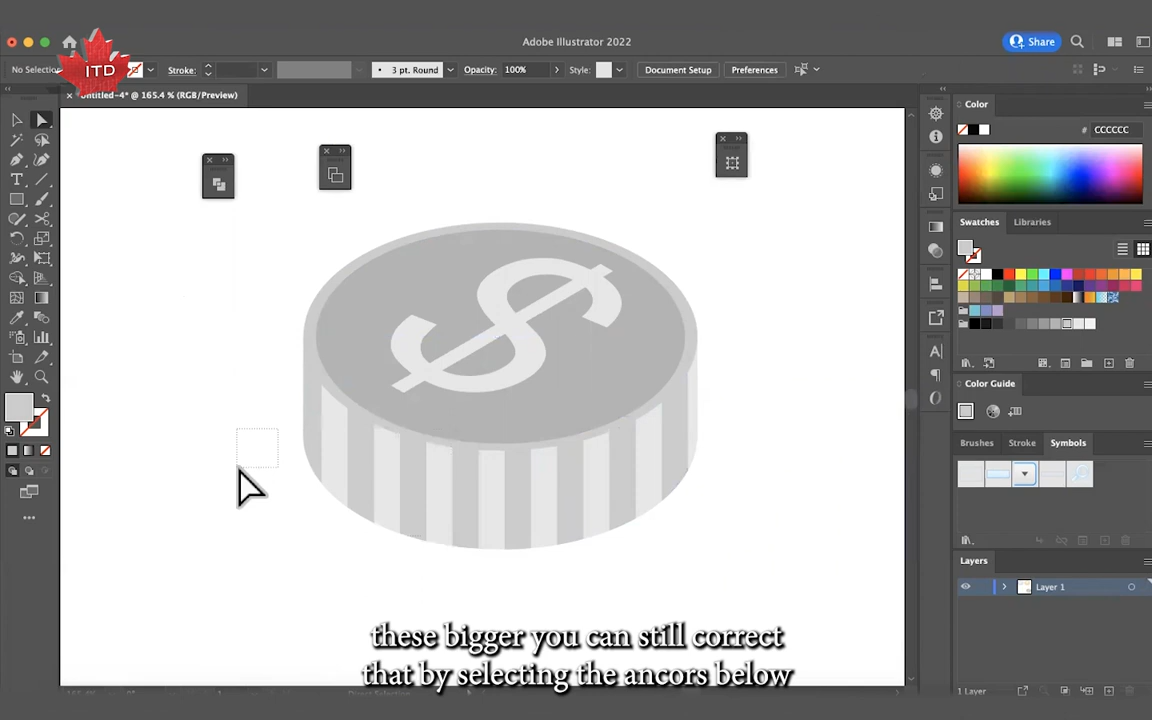 Adobe Illustrator 2022
Share
ITD
No Selection
Stroke:
3 pt. Round
Opacity:
100%
Style:
Document Setup
Preferences
Untitled-4* @ 165.4 % (RGB/Preview)
Color
# CCCCCC
Swatches
Libraries
Color Guide
Brushes
Stroke
Symbols
Layers
Layer 1
$
these bigger you can still correct
that by selecting the ancors below
1 Layer